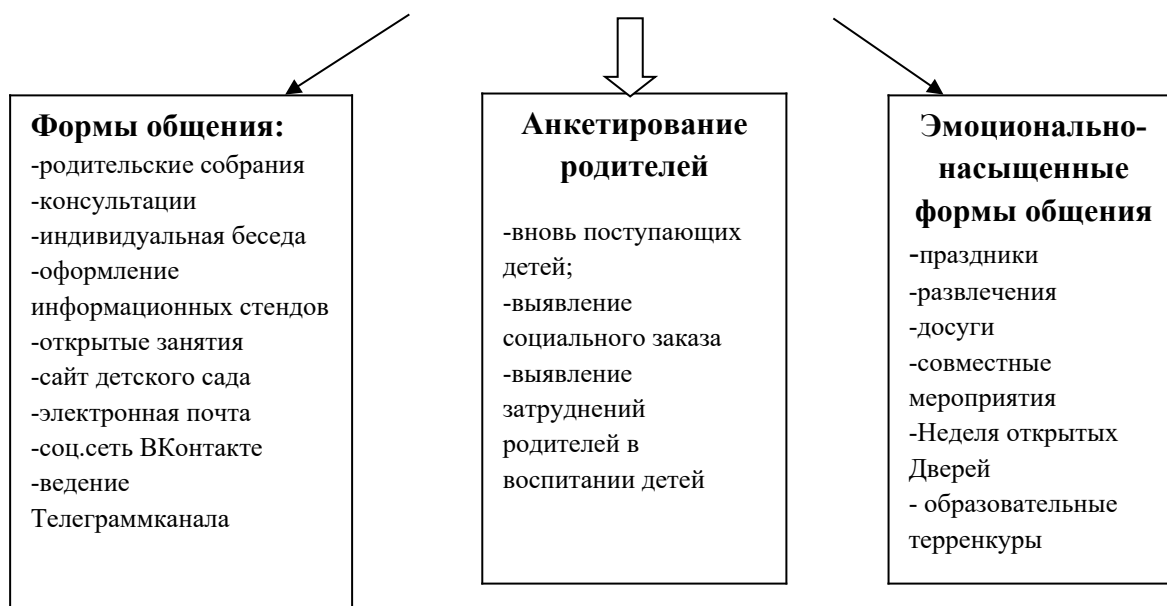 Формы общения:
-родительские собрания
-консультации
-индивидуальная беседа
-оформление
информационных стендов
-открытые занятия
-сайт детского сада
-электронная почта
-соц.сеть ВКонтакте
-ведение
Телеграммканала
Анкетирование
родителей
-вновь поступающих
детей;
-выявление
социального заказа
-выявление
затруднений
родителей в
воспитании детей
Эмоционально-
насыщенные
формы общения
-праздники
-развлечения
-досуги
-совместные
мероприятия
-Неделя открытых
Дверей
- образовательные
терренкуры